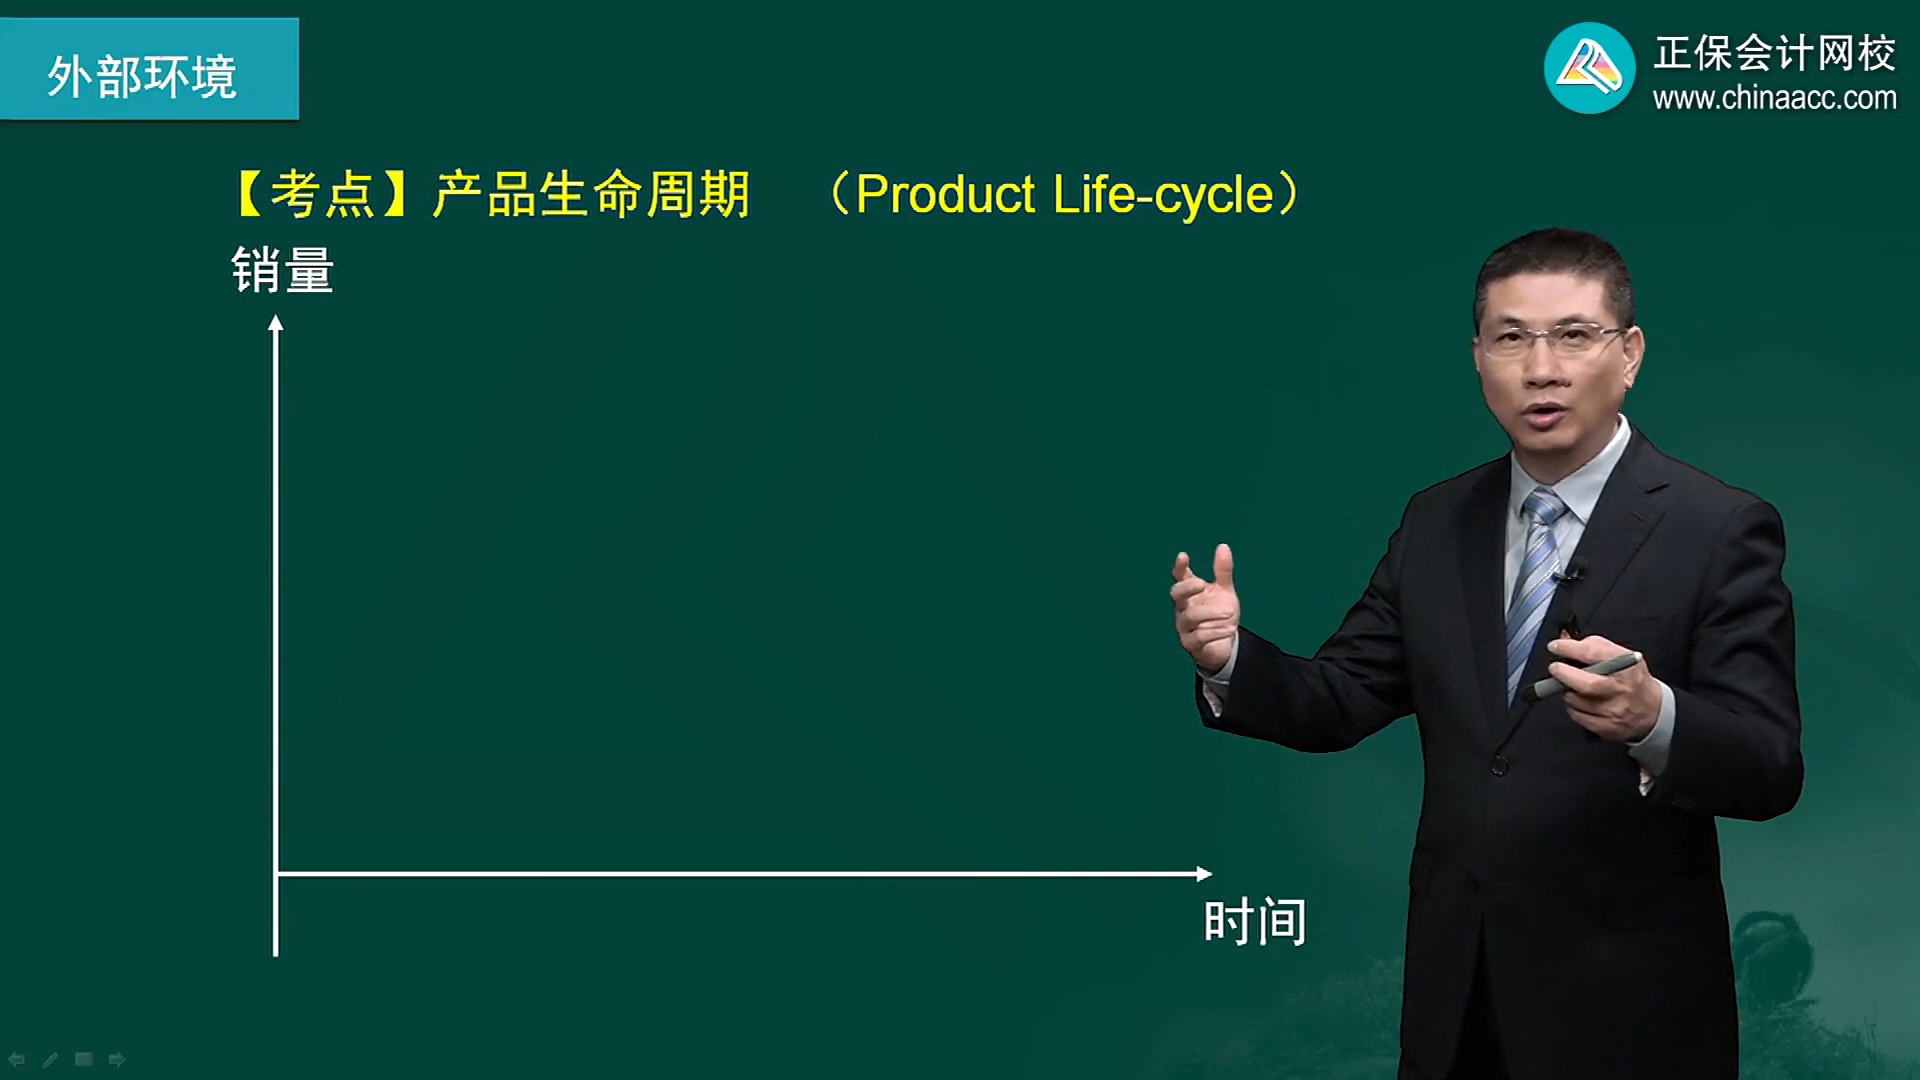 外部环境
正保会计网校
www.chinaacc.com
【考点】产品生命周期 （Product Life-cycle）
销量
时间